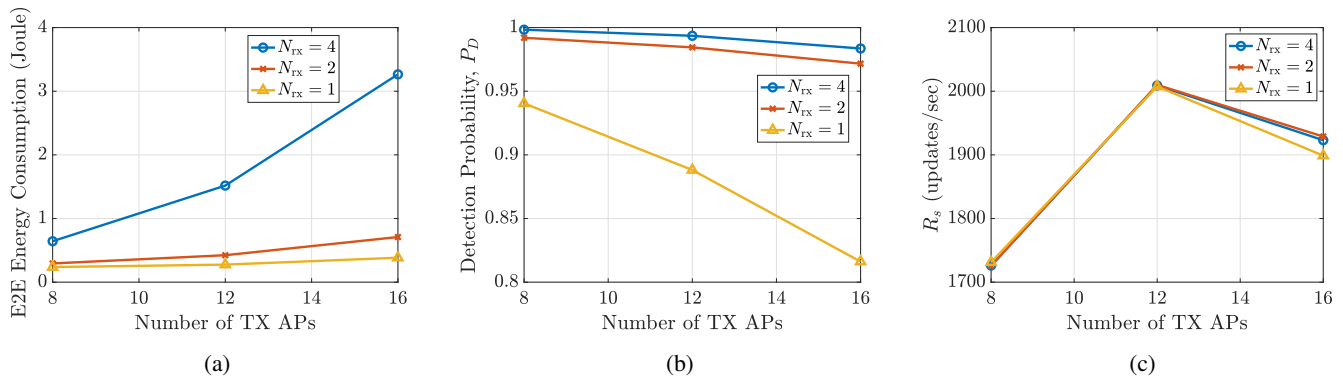 E2E Energy Consumption (Joule)
4
3
2
1
0
8 10 12 14 16
Number of TX APs
N_rx = 4
N_rx = 2
N_rx = 1
(a)
Detection Probability, P_D
1
0.95
0.9
0.85
0.8
8 10 12 14 16
Number of TX APs
N_rx = 4
N_rx = 2
N_rx = 1
(b)
R_s (updates/sec)
2100
2000
1900
1800
1700
8 10 12 14 16
Number of TX APs
N_rx = 4
N_rx = 2
N_rx = 1
(c)